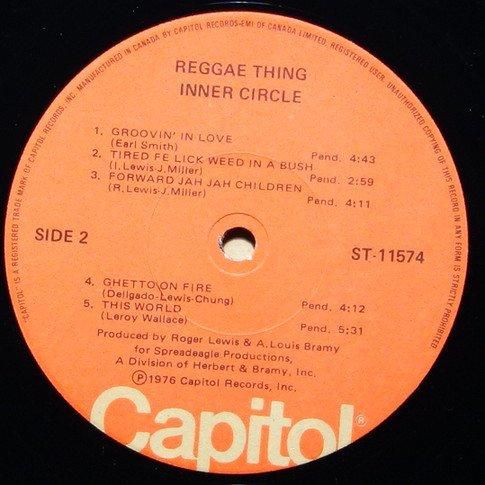 MANUFACTURED IN CANADA BY CAPITOL RECORDS-EMI OF CANADA LIMITED, REGISTERED USER. UNAUTHORIZED COPYING OF THIS RECORD IN ANY FORM IS STRICTLY PROHIBITED
"CAPITOL" IS A REGISTERED TRADE MARK OF CAPITOL RECORDS, INC.
REGGAE THING
INNER CIRCLE
1. GROOVIN' IN LOVE
(Earl Smith) Pend. 4:43
2. TIRED FE LICK WEED IN A BUSH
(I. Lewis-J. Miller) Pend. 2:59
3. FORWARD JAH JAH CHILDREN
(R. Lewis-J. Miller) Pend. 4:11
SIDE 2 ST-11574
4. GHETTO ON FIRE
(Dellgado-Lewis-Chung) Pend. 4:12
5. THIS WORLD
(Leroy Wallace) Pend. 5:31
Produced by Roger Lewis & A. Louis Bramy
for Spreadeagle Productions,
A Division of Herbert & Bramy, Inc.
Ⓟ1976 Capitol Records, Inc.
Capitol®